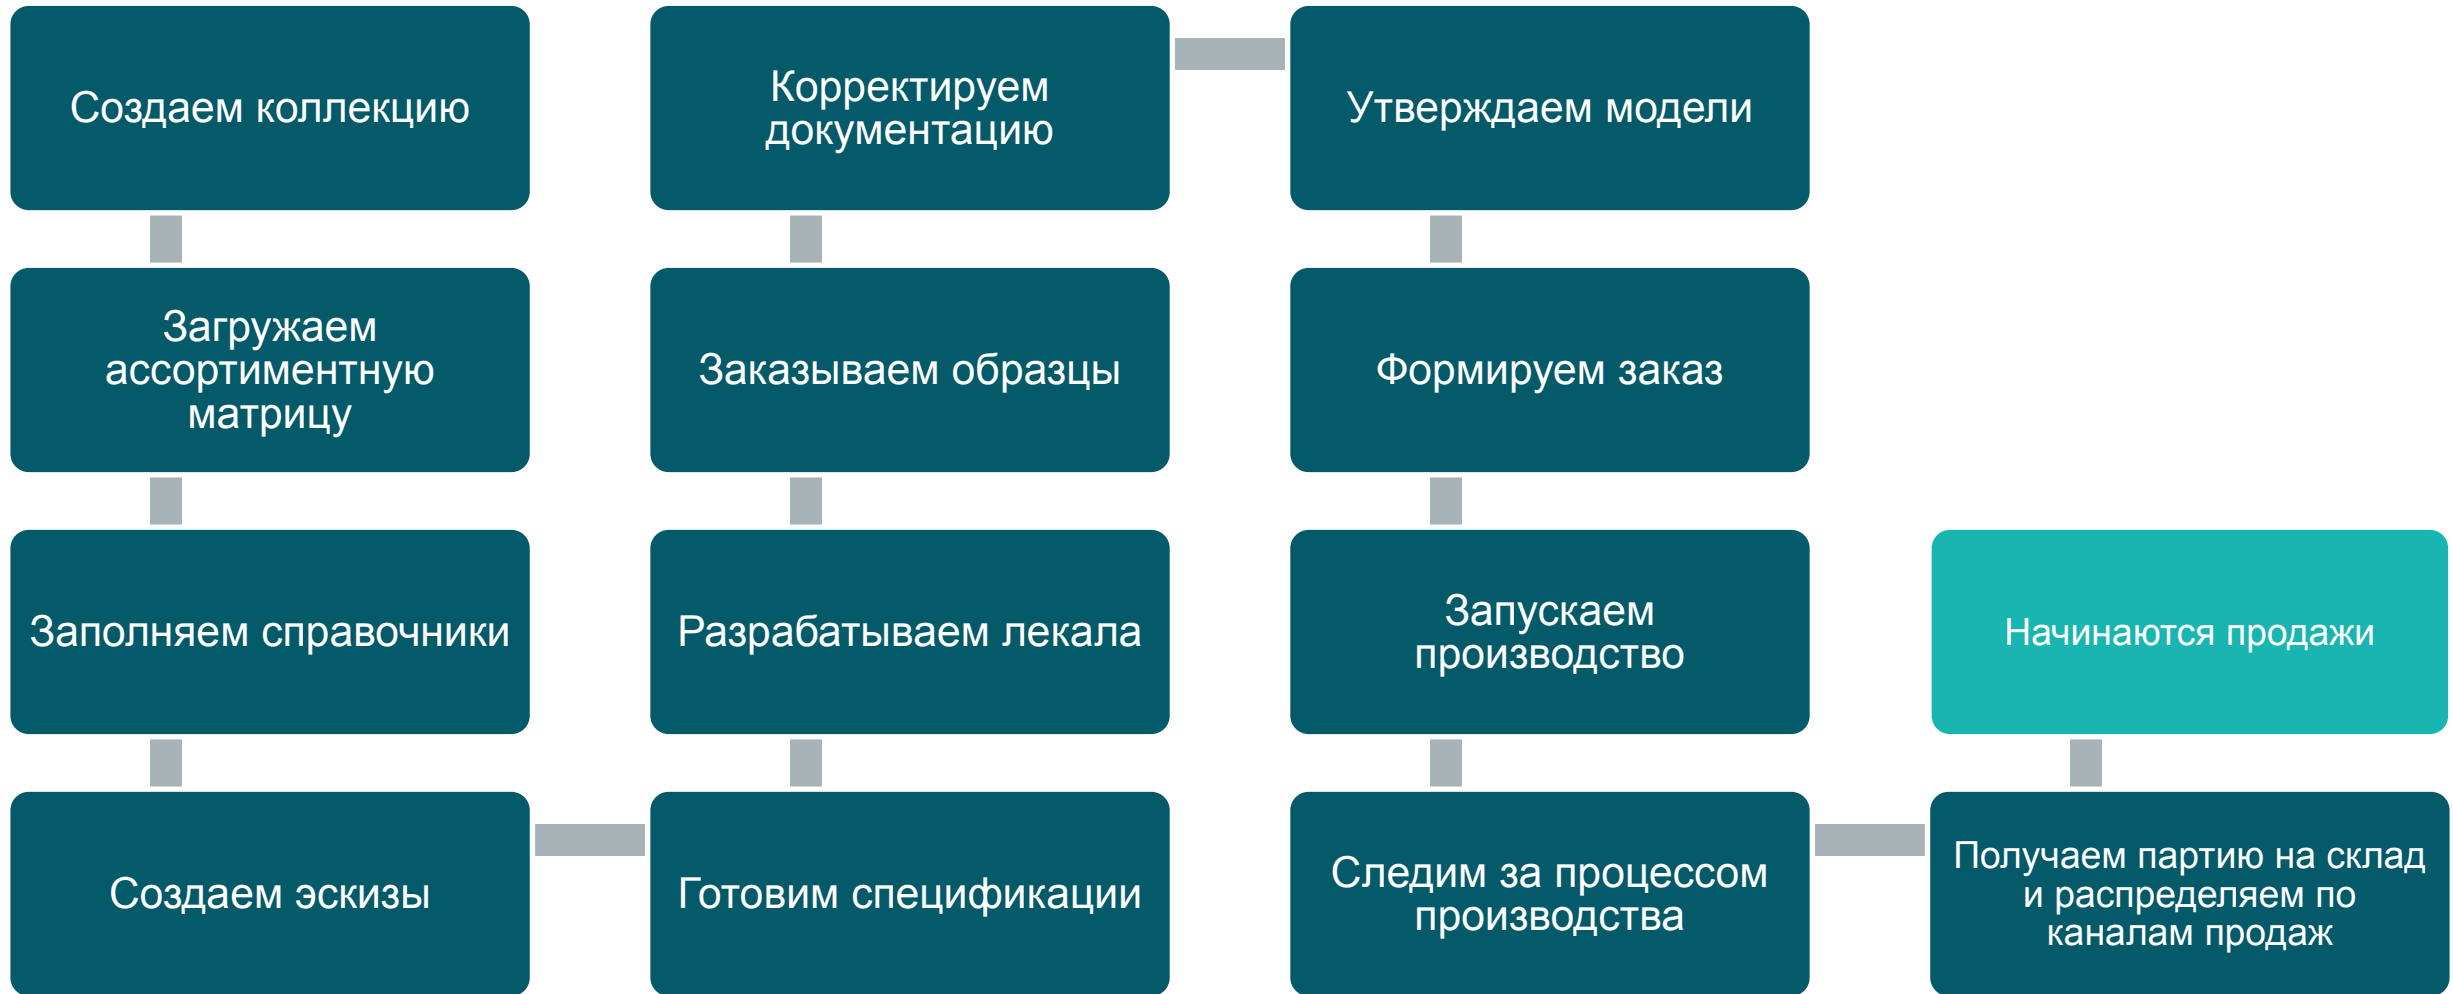 Создаем коллекцию
Загружаем
ассортиментную
матрицу
Заполняем справочники
Создаем эскизы
Готовим спецификации
Разрабатываем лекала
Заказываем образцы
Корректируем
документацию
Утверждаем модели
Формируем заказ
Запускаем
производство
Следим за процессом
производства
Получаем партию на склад
и распределяем по
каналам продаж
Начинаются продажи